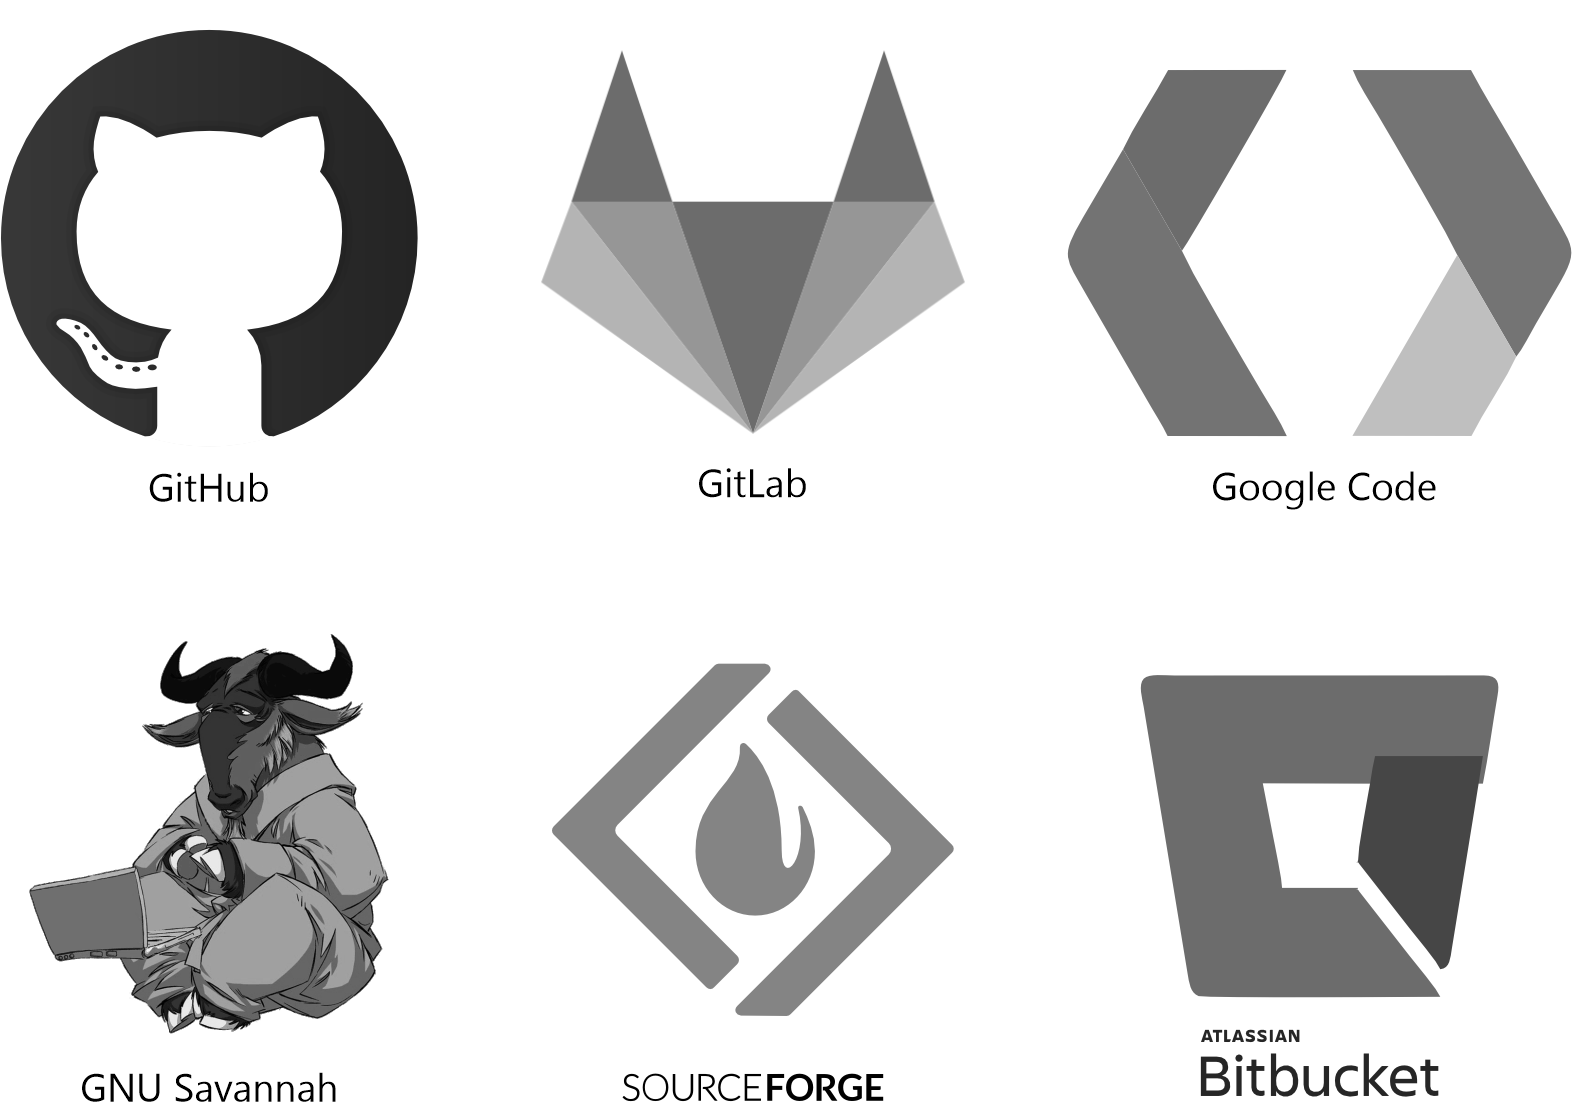 GitHub
GitLab
Google Code
GNU Savannah
SOURCEFORGE
ATLASSIAN
Bitbucket